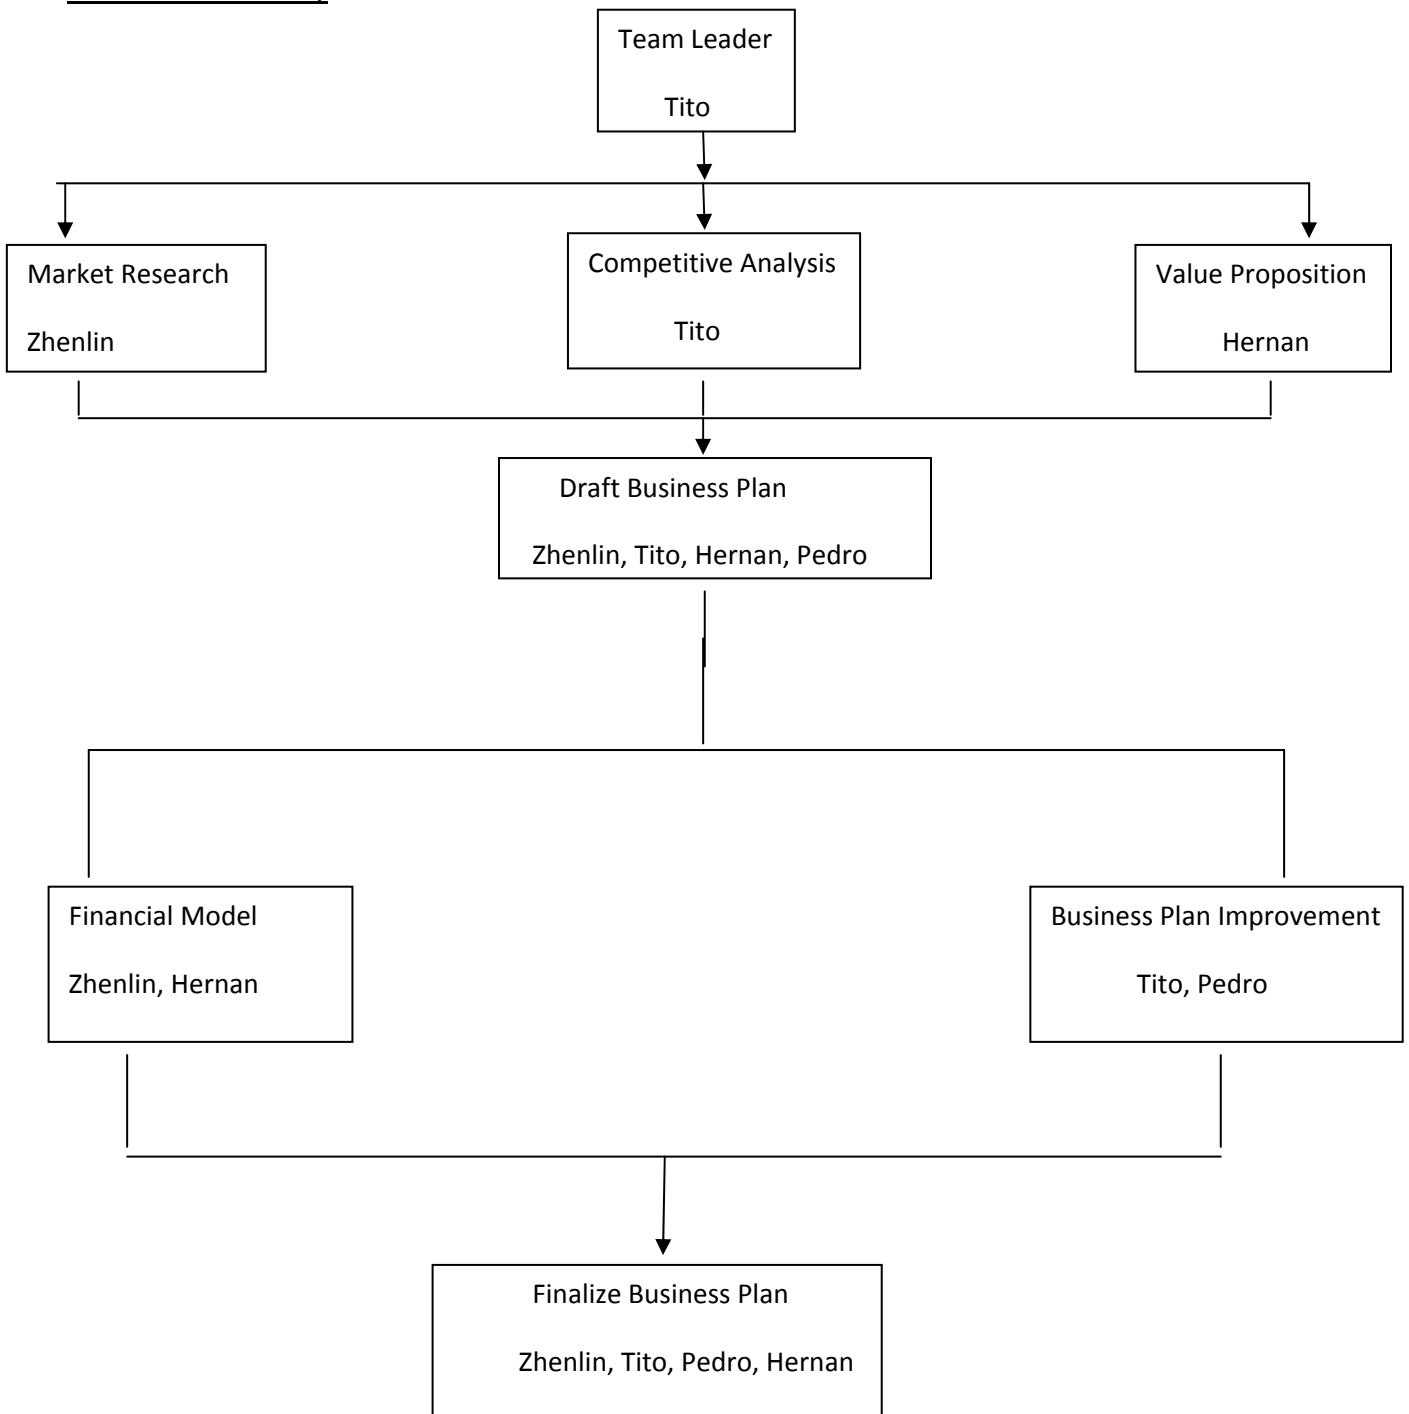 Team Leader
Tito
Market Research
Zhenlin
Competitive Analysis
Tito
Value Proposition
Hernan
Draft Business Plan
Zhenlin, Tito, Hernan, Pedro
Financial Model
Zhenlin, Hernan
Business Plan Improvement
Tito, Pedro
Finalize Business Plan
Zhenlin, Tito, Pedro, Hernan